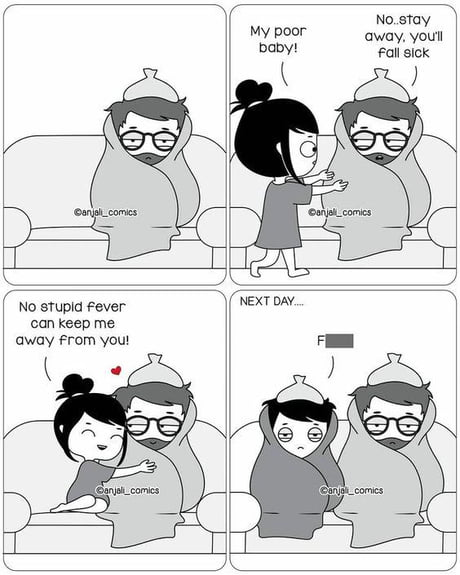 ©anjali_comics
My poor
baby!
No..stay
away, you'll
fall sick
©anjali_comics
No stupid fever
can keep me
away from you!
©anjali_comics
NEXT DAY....
F
©anjali_comics